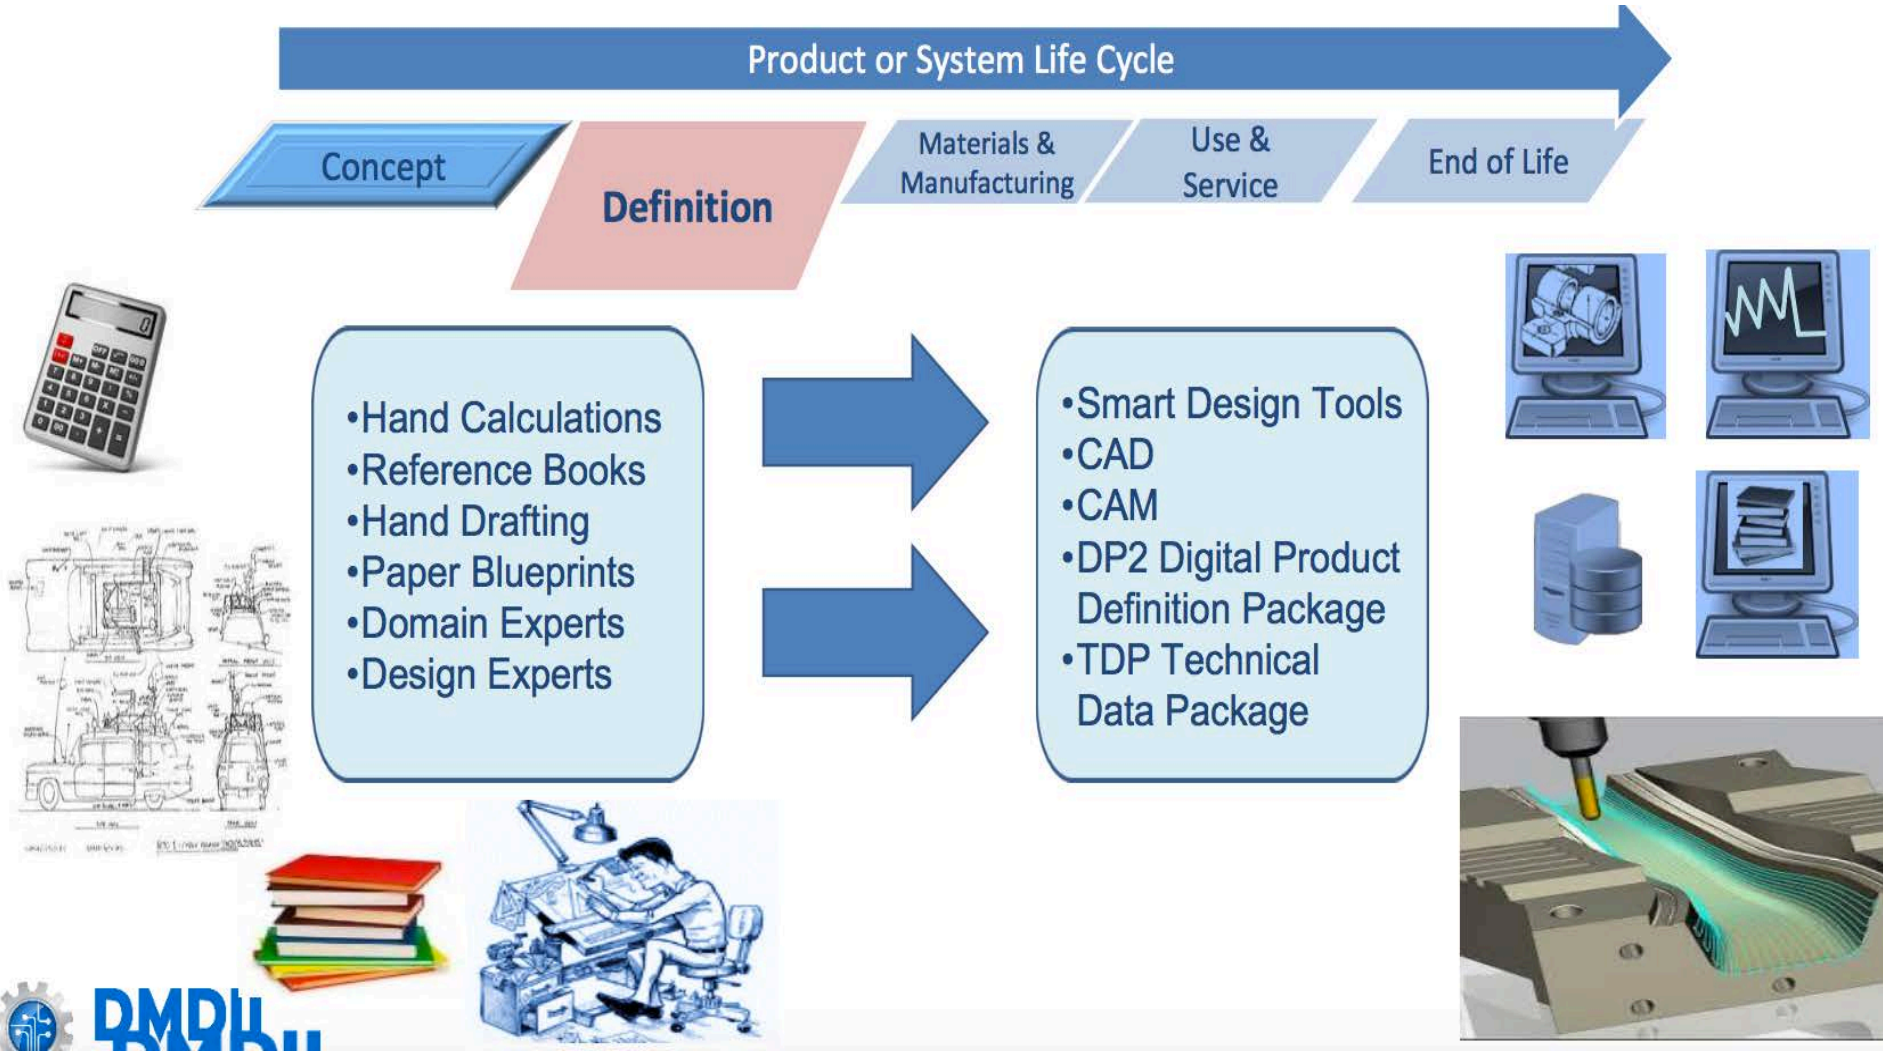 Product or System Life Cycle
Concept
Definition
Materials &
Manufacturing
Use &
Service
End of Life
•Hand Calculations
•Reference Books
•Hand Drafting
•Paper Blueprints
•Domain Experts
•Design Experts
•Smart Design Tools
•CAD
•CAM
•DP2 Digital Product
Definition Package
•TDP Technical
Data Package